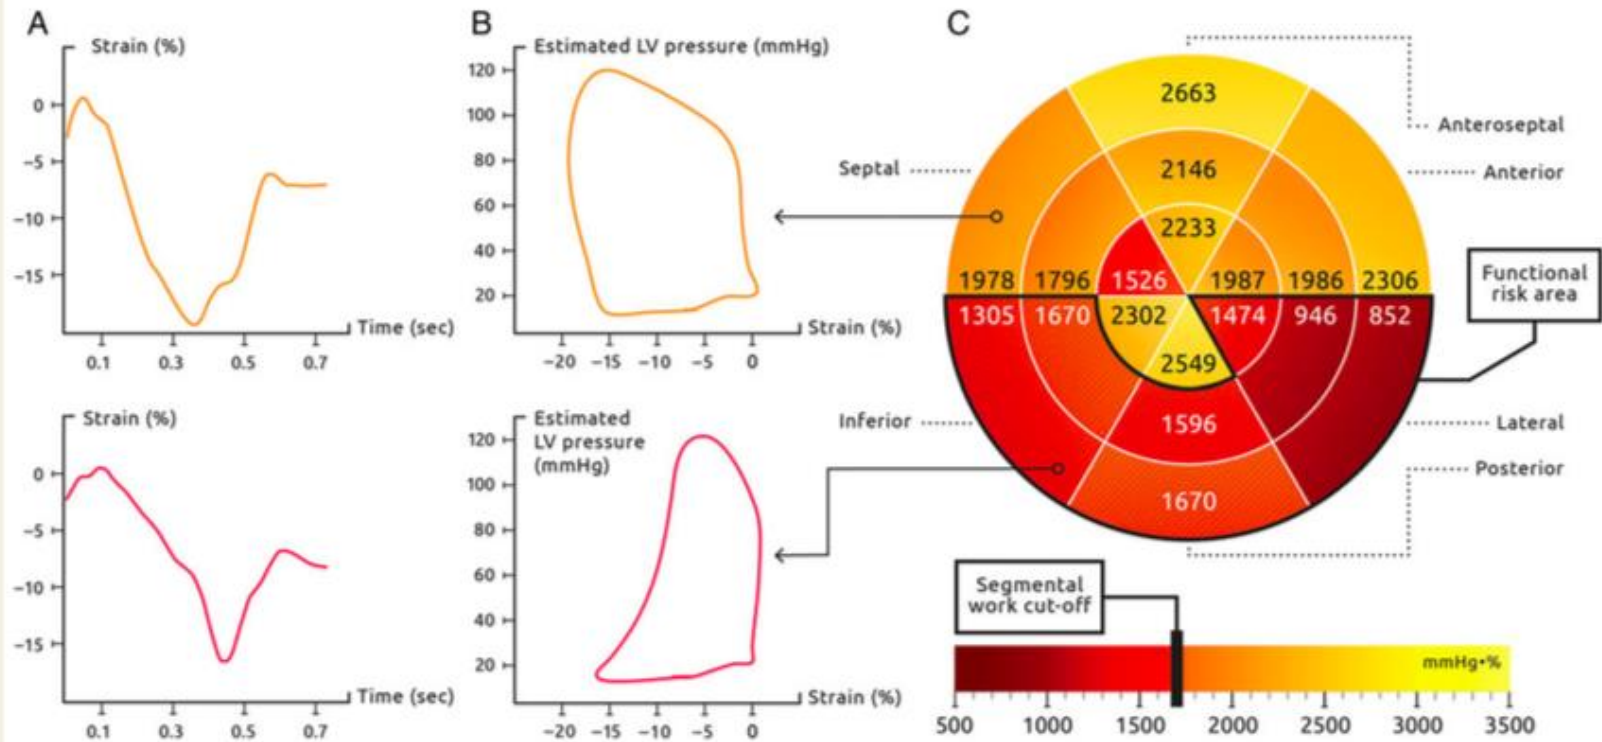 A
Strain (%)
0
−5
−10
−15
0.1 0.3 0.5 0.7
Time (sec)
B
Estimated LV pressure (mmHg)
120
100
80
60
40
20
−20 −15 −10 −5 0
Strain (%)
Strain (%)
0
−5
−10
−15
0.1 0.3 0.5 0.7
Time (sec)
Estimated
LV pressure
(mmHg)
120
100
80
60
40
20
−20 −15 −10 −5 0
Strain (%)
C
2663
Anteroseptal
Septal
2146
Anterior
2233
1978 1796 1526 1987 1986 2306
Functional
risk area
1305 1670 2302 1474 946 852
2549
Inferior
1596
Lateral
Posterior
1670
Segmental
work cut-off
mmHg•%
500 1000 1500 2000 2500 3000 3500